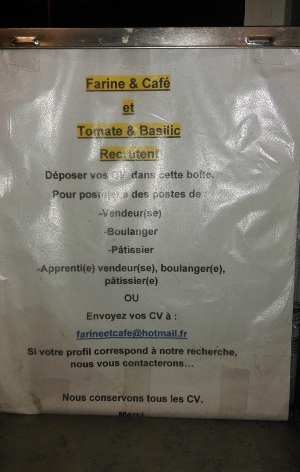 Farine & Café
et
Tomate & Basilic
Recrutent
Déposer vos CV dans cette boîte.
Pour postuler à des postes de
-Vendeur(se)
-Boulanger
-Pâtissier
-Apprenti(e) vendeur(se), boulanger(e),
pâtissier(e)
OU
Envoyez vos CV à :
farineetcafe@hotmail.fr
Si votre profil correspond à notre recherche,
nous vous contacterons…
Nous conservons tous les CV.
Merci